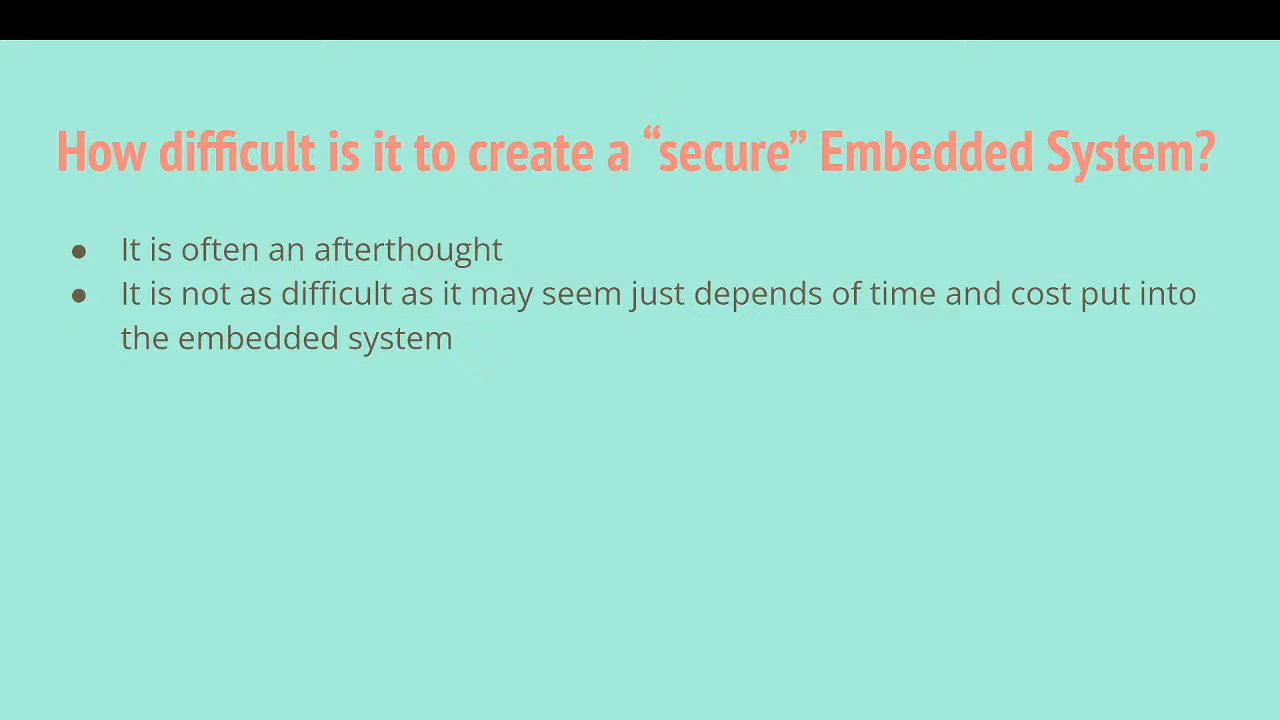 How difficult is it to create a “secure” Embedded System?
● It is often an afterthought
● It is not as difficult as it may seem just depends of time and cost put into
the embedded system